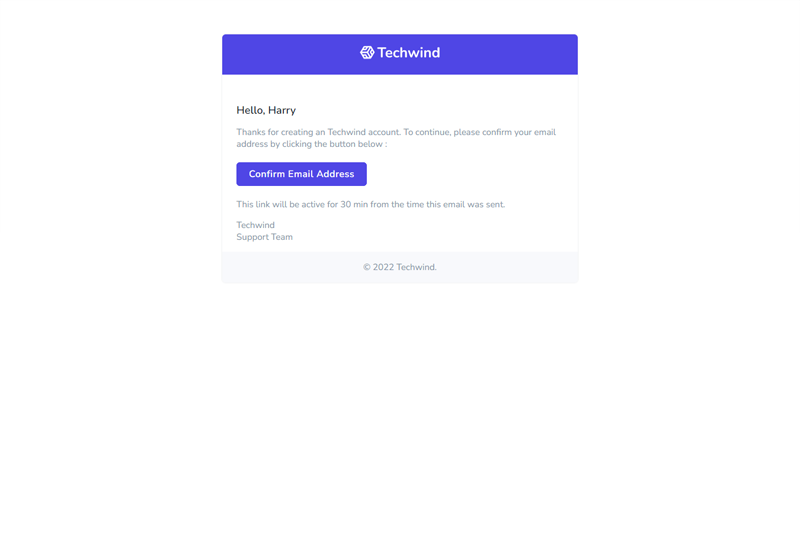 Techwind
Hello, Harry
Thanks for creating an Techwind account. To continue, please confirm your email
address by clicking the button below :
Confirm Email Address
This link will be active for 30 min from the time this email was sent.
Techwind
Support Team
© 2022 Techwind.